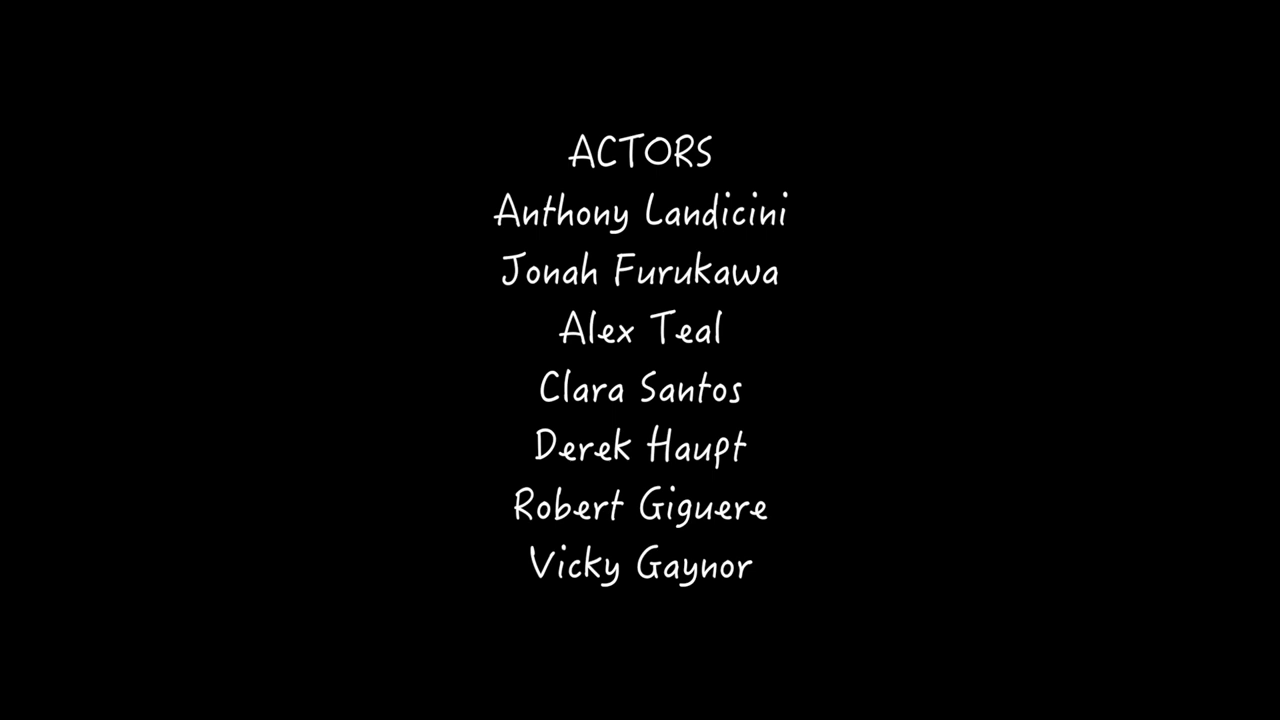 ACTORS
Anthony Landicini
Jonah Furukawa
Alex Teal
Clara Santos
Derek Haupt
Robert Giguere
Vicky Gaynor